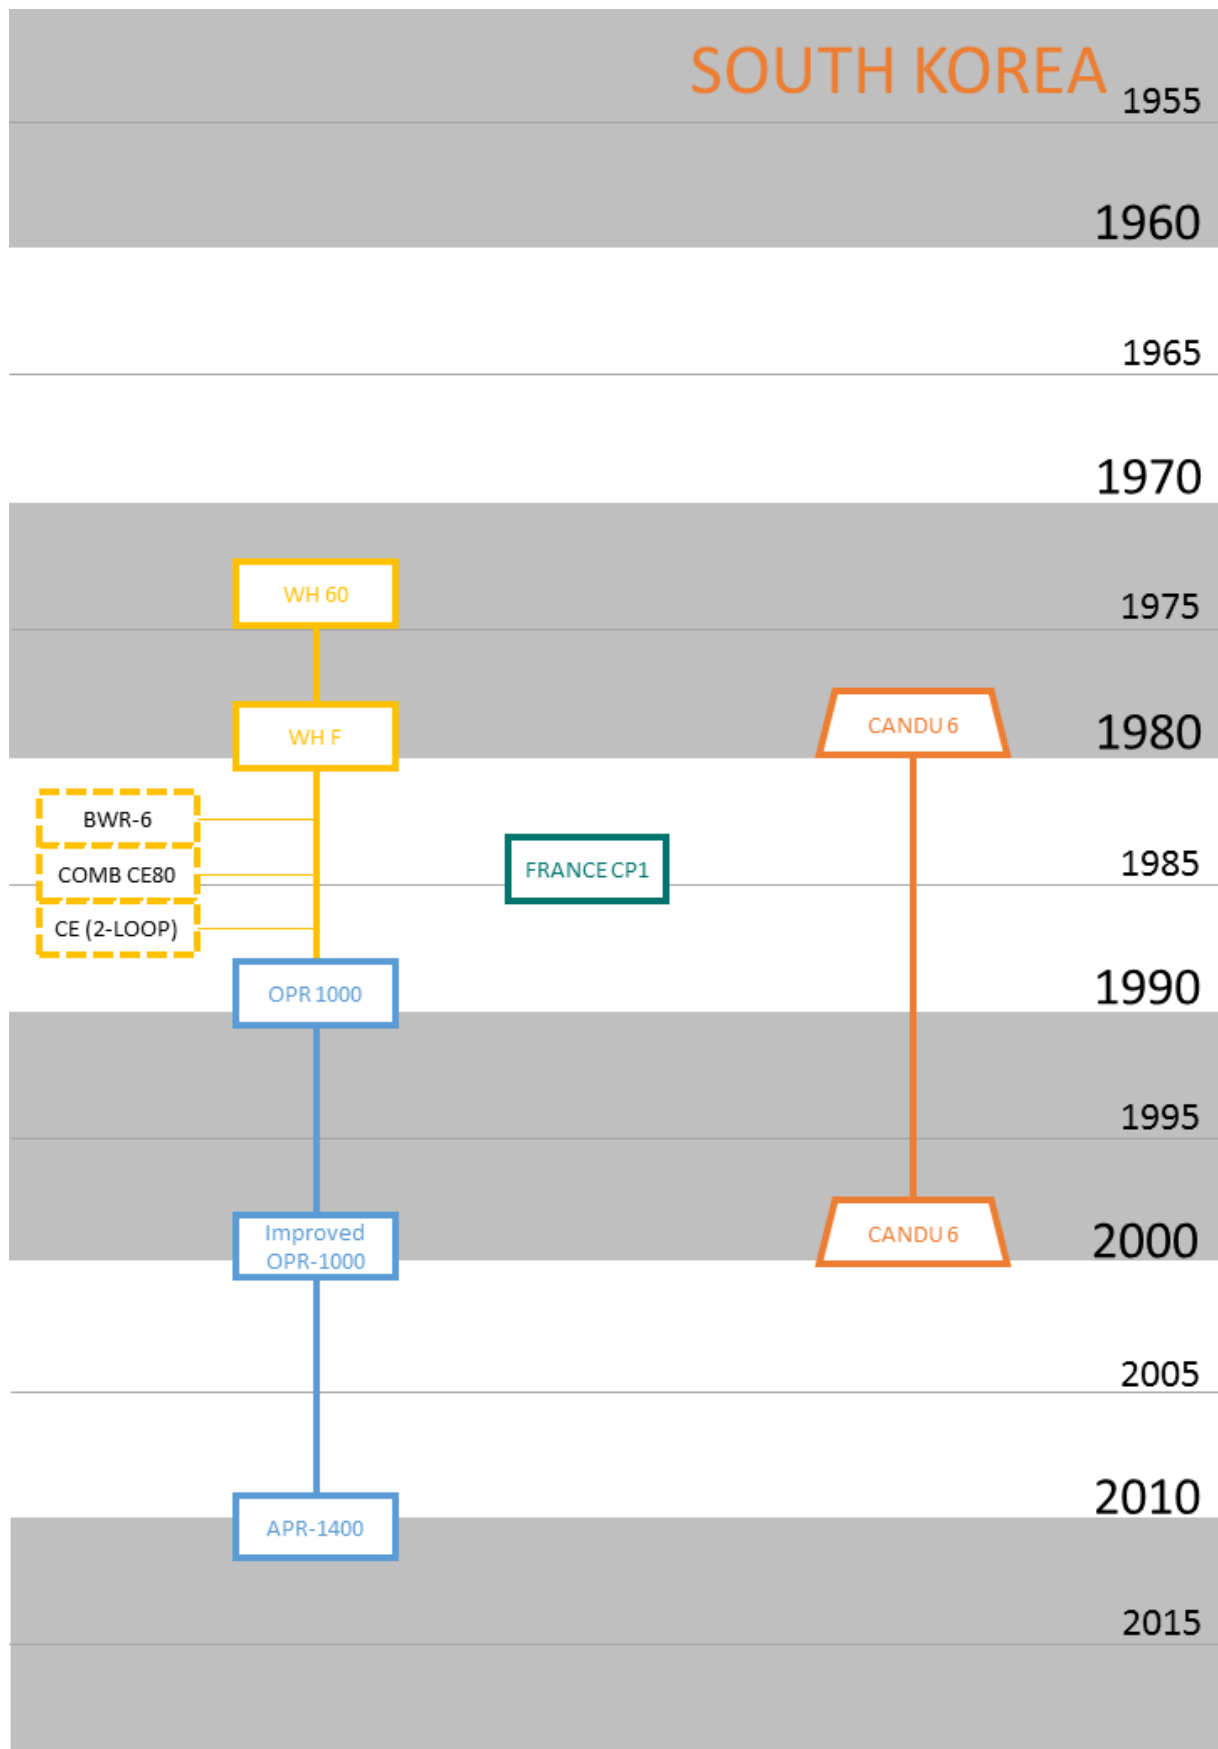 SOUTH KOREA
1955
1960
1965
1970
WH 60
1975
WH F
CANDU 6
1980
BWR-6
COMB CE80
CE (2-LOOP)
FRANCE CP1
1985
OPR 1000
1990
1995
Improved
OPR-1000
CANDU 6
2000
2005
2010
APR-1400
2015